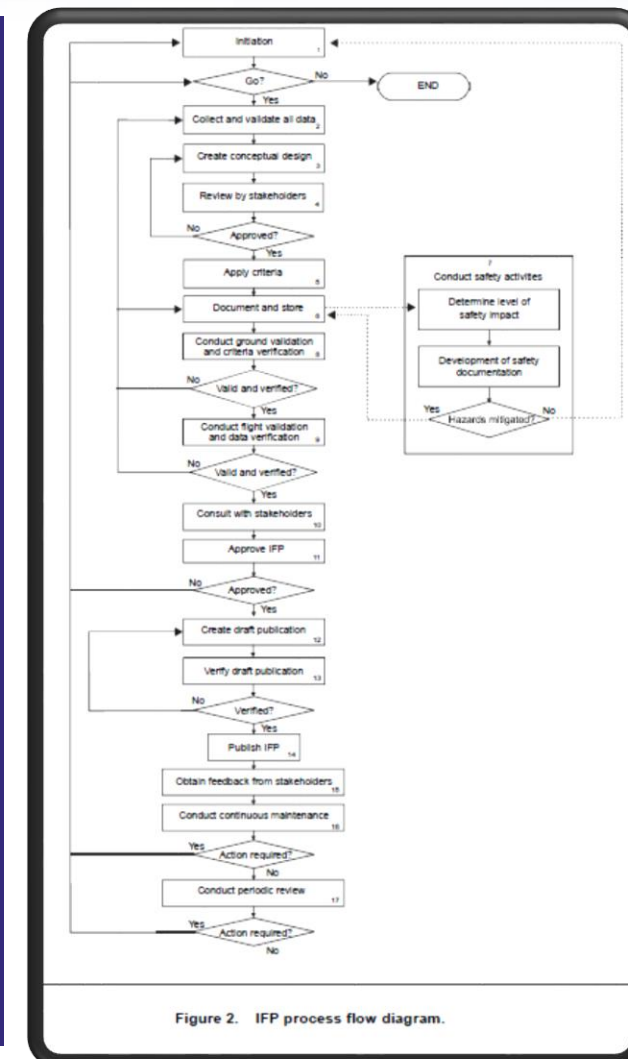 Initiation
1
Go?
No
END
Yes
Collect and validate all data
2
Create conceptual design
3
Review by stakeholders
4
No
Approved?
Yes
Apply criteria
5
Document and store
6
7
Conduct safety activities
Determine level of
safety impact
Development of safety
documentation
Yes
Hazards mitigated?
No
Conduct ground validation
and criteria verification
8
No
Valid and verified?
Yes
Conduct flight validation
and data verification
9
No
Valid and verified?
Yes
Consult with stakeholders
10
Approve IFP
11
No
Approved?
Yes
Create draft publication
12
Verify draft publication
13
No
Verified?
Yes
Publish IFP
14
Obtain feedback from stakeholders
15
Conduct continuous maintenance
16
Yes
Action required?
No
Conduct periodic review
17
Yes
Action required?
No
Figure 2. IFP process flow diagram.